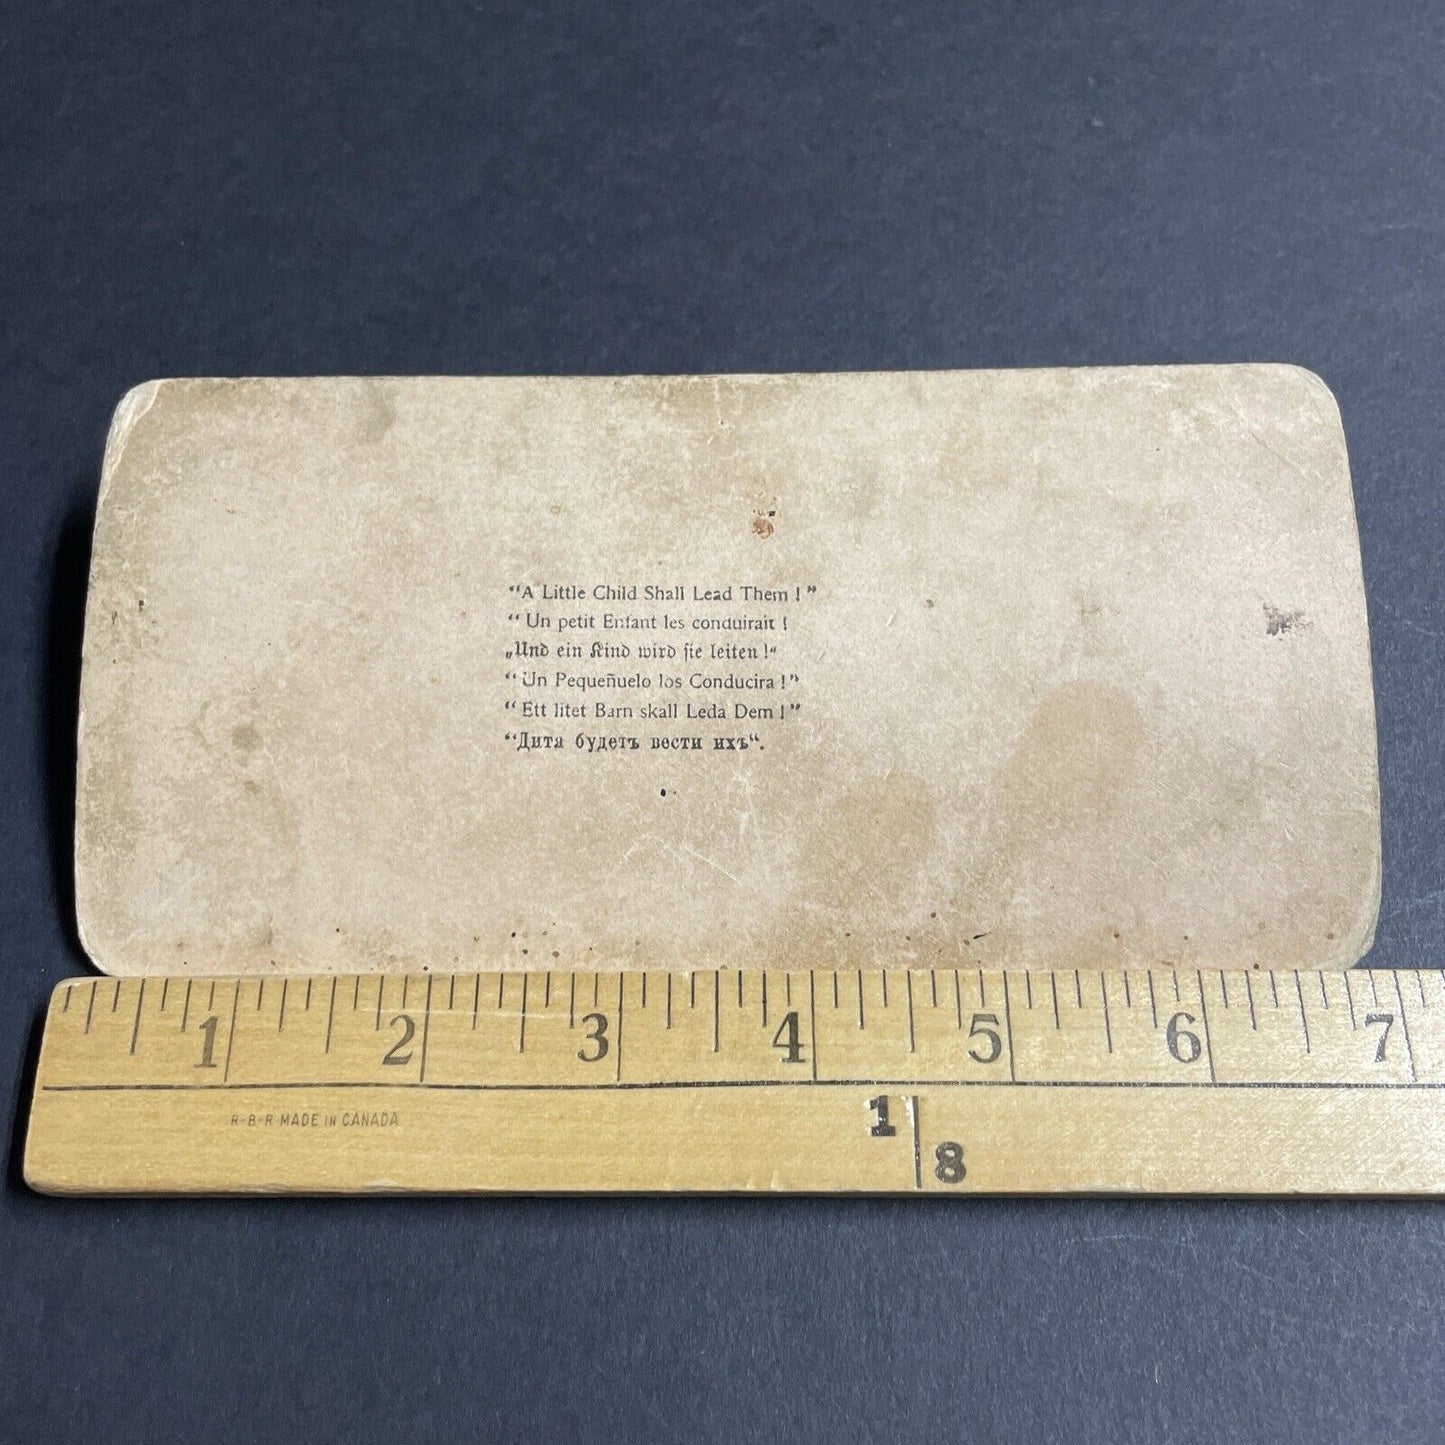 “A Little Child Shall Lead Them !”
“ Un petit Enfant les conduirait !
„Und ein Kind wird sie leiten !“
“ Un Pequeñuelo los Conducira !”
“ Ett litet Barn skall Leda Dem !”
“Дитя будетъ вести ихъ“.
1 2 3 4 5 6 7
R-B-R MADE IN CANADA
1
8